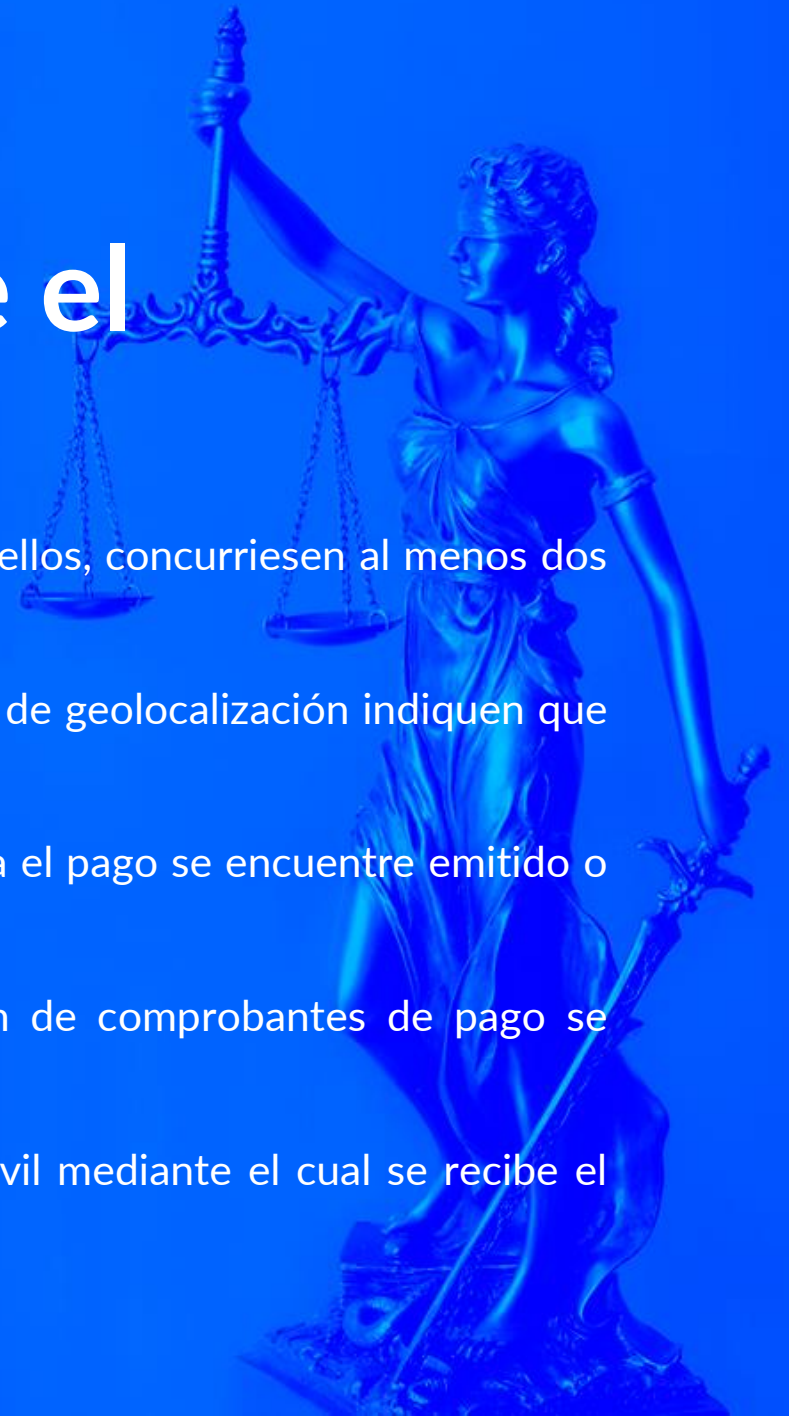 el
ellos, concurriesen al menos dos
de geolocalización indiquen que
el pago se encuentre emitido o
de comprobantes de pago se
mediante el cual se recibe el